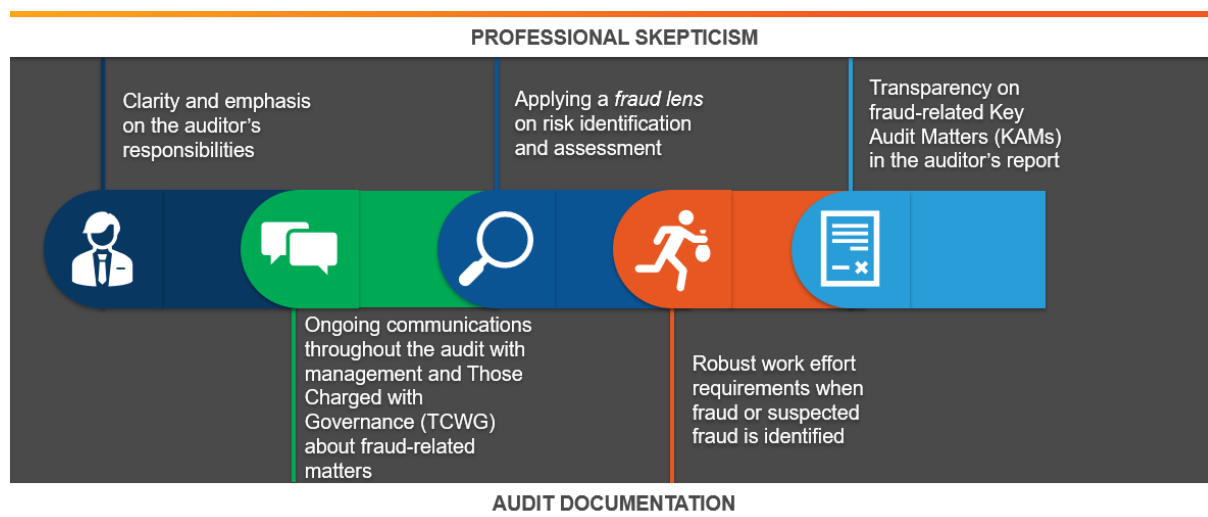 PROFESSIONAL SKEPTICISM
Clarity and emphasis
on the auditor's
responsibilities
Ongoing communications
throughout the audit with
management and Those
Charged with
Governance (TCWG)
about fraud-related
matters
Applying a fraud lens
on risk identification
and assessment
Robust work effort
requirements when
fraud or suspected
fraud is identified
Transparency on
fraud-related Key
Audit Matters (KAMs)
in the auditor's report
AUDIT DOCUMENTATION